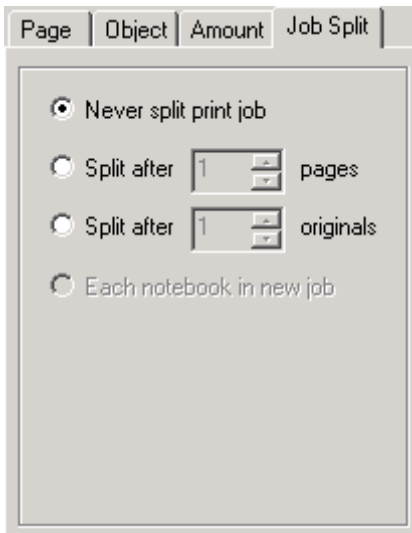 Page Object Amount Job Split
Never split print job
Split after 1 pages
Split after 1 originals
Each notebook in new job